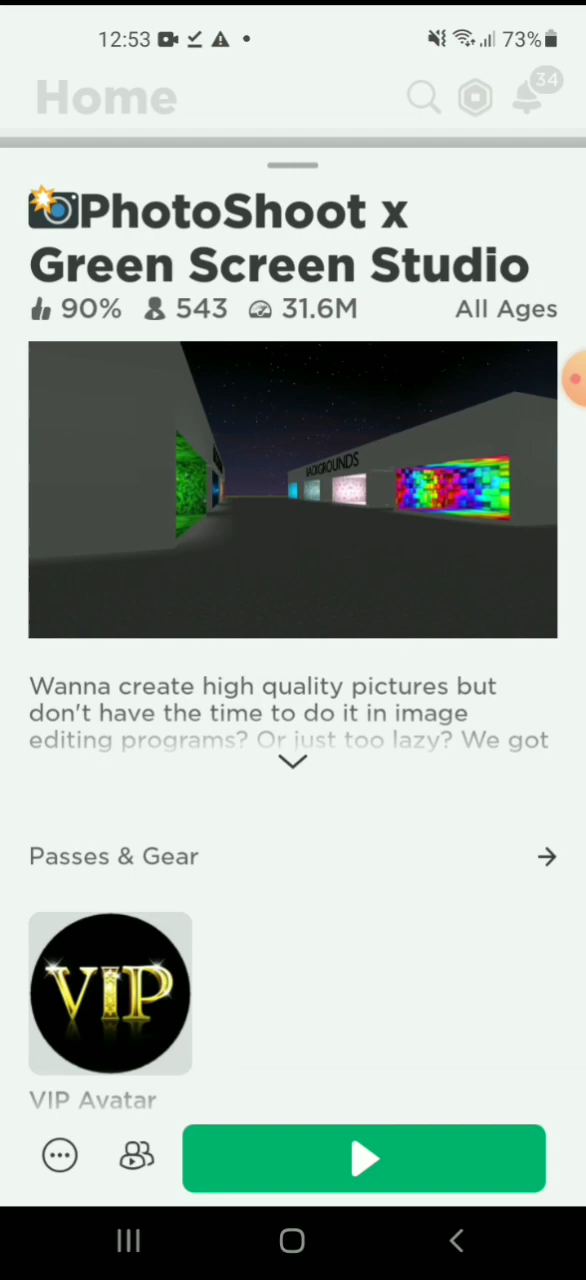 12:53
73%
Home
34
PhotoShoot x
Green Screen Studio
90% 543 31.6M All Ages
BACKGROUNDS
Wanna create high quality pictures but
don't have the time to do it in image
editing programs? Or just too lazy? We got
Passes & Gear
VIP
VIP Avatar